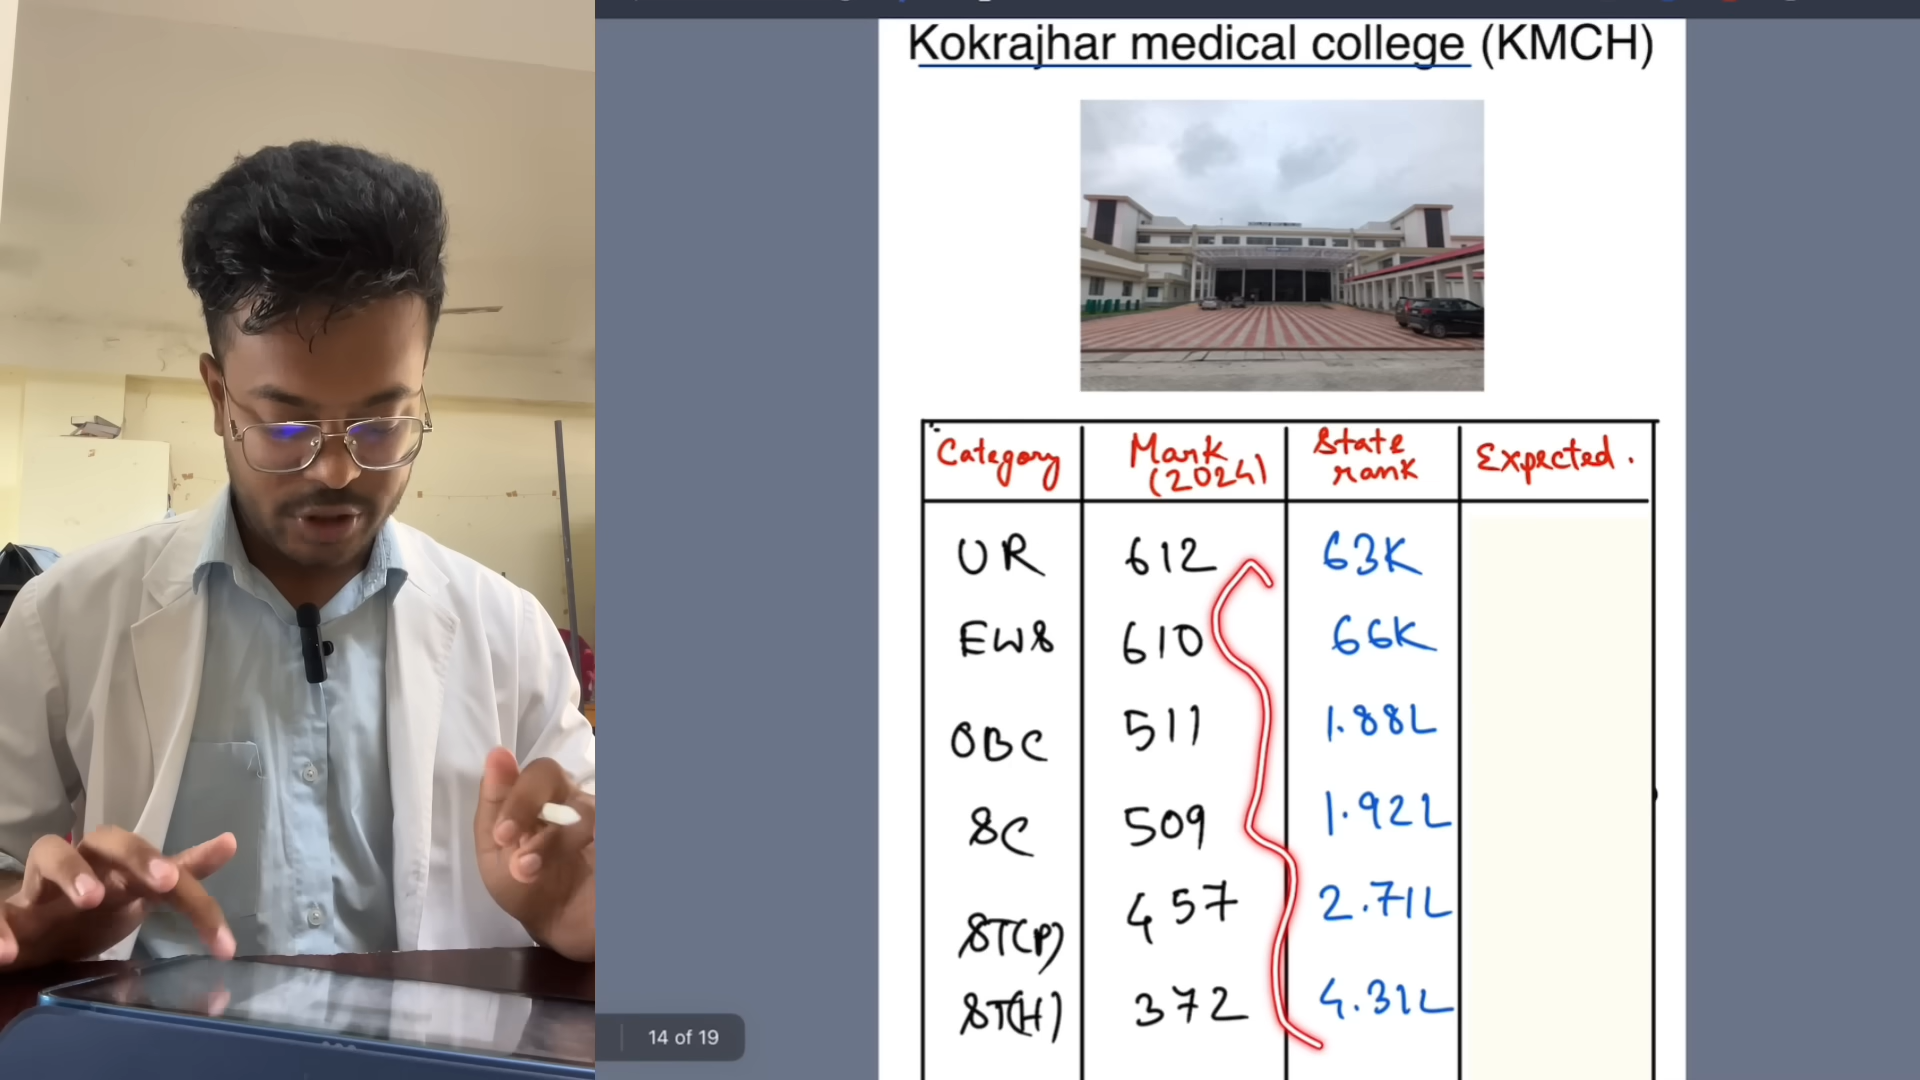 Kokrajhar medical college (KMCH)
Category Mark (2024) State rank Expected.
UR 612 63K
EWS 610 66K
OBC 511 1.88L
SC 509 1.92L
ST(P) 457 2.71L
ST(H) 372 4.31L
14 of 19